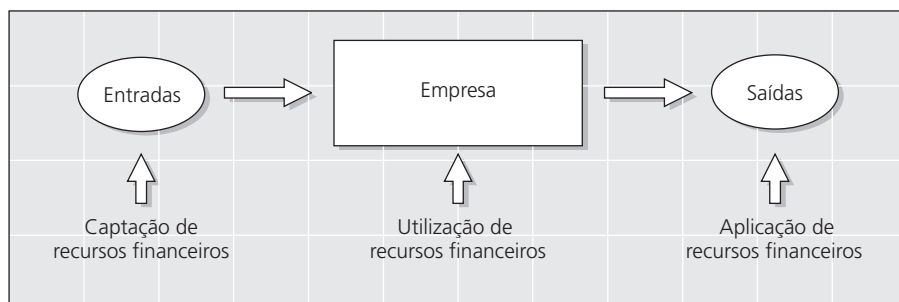 Entradas
Empresa
Saídas
Captação de
recursos financeiros
Utilização de
recursos financeiros
Aplicação de
recursos financeiros